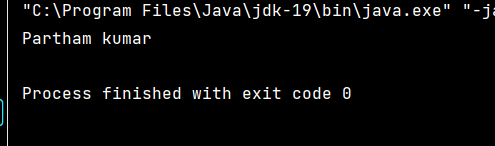 "C:\Program Files\Java\jdk-19\bin\java.exe" "-ja
Partham kumar
Process finished with exit code 0